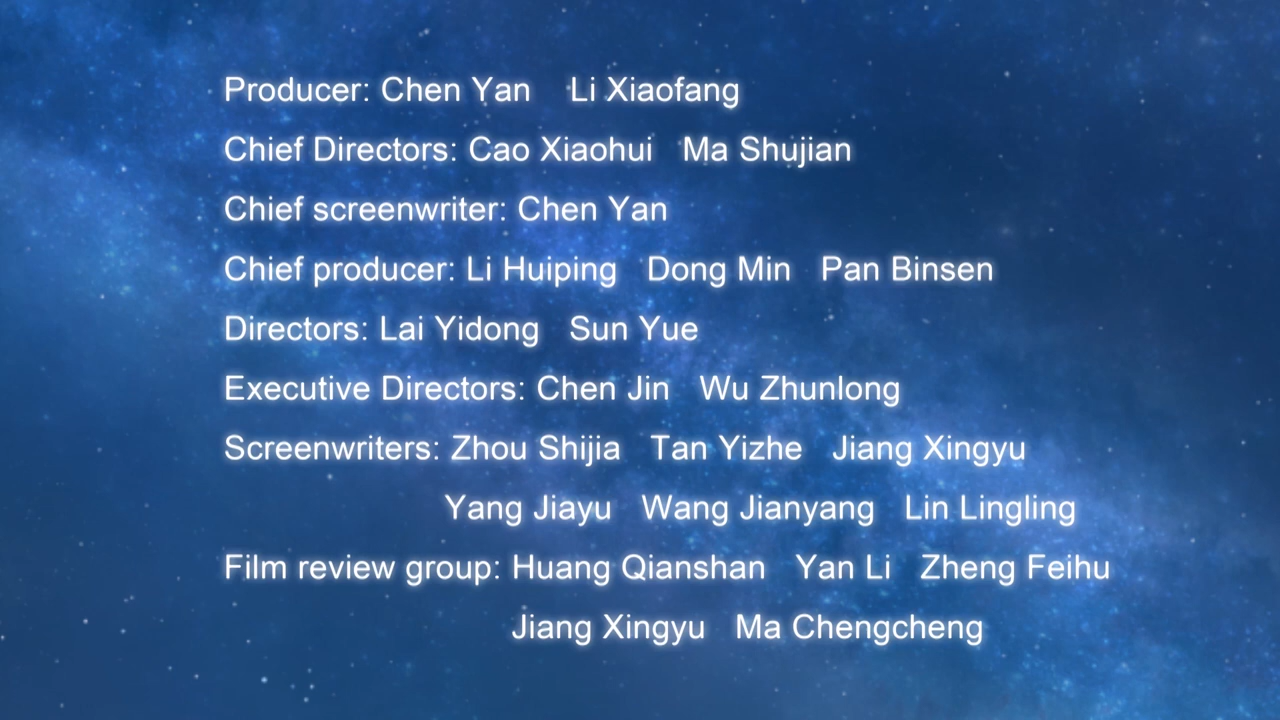 Producer: Chen Yan Li Xiaofang
Chief Directors: Cao Xiaohui Ma Shujian
Chief screenwriter: Chen Yan
Chief producer: Li Huiping Dong Min Pan Binsen
Directors: Lai Yidong Sun Yue
Executive Directors: Chen Jin Wu Zhunlong
Screenwriters: Zhou Shijia Tan Yizhe Jiang Xingyu
Yang Jiayu Wang Jianyang Lin Lingling
Film review group: Huang Qianshan Yan Li Zheng Feihu
Jiang Xingyu Ma Chengcheng